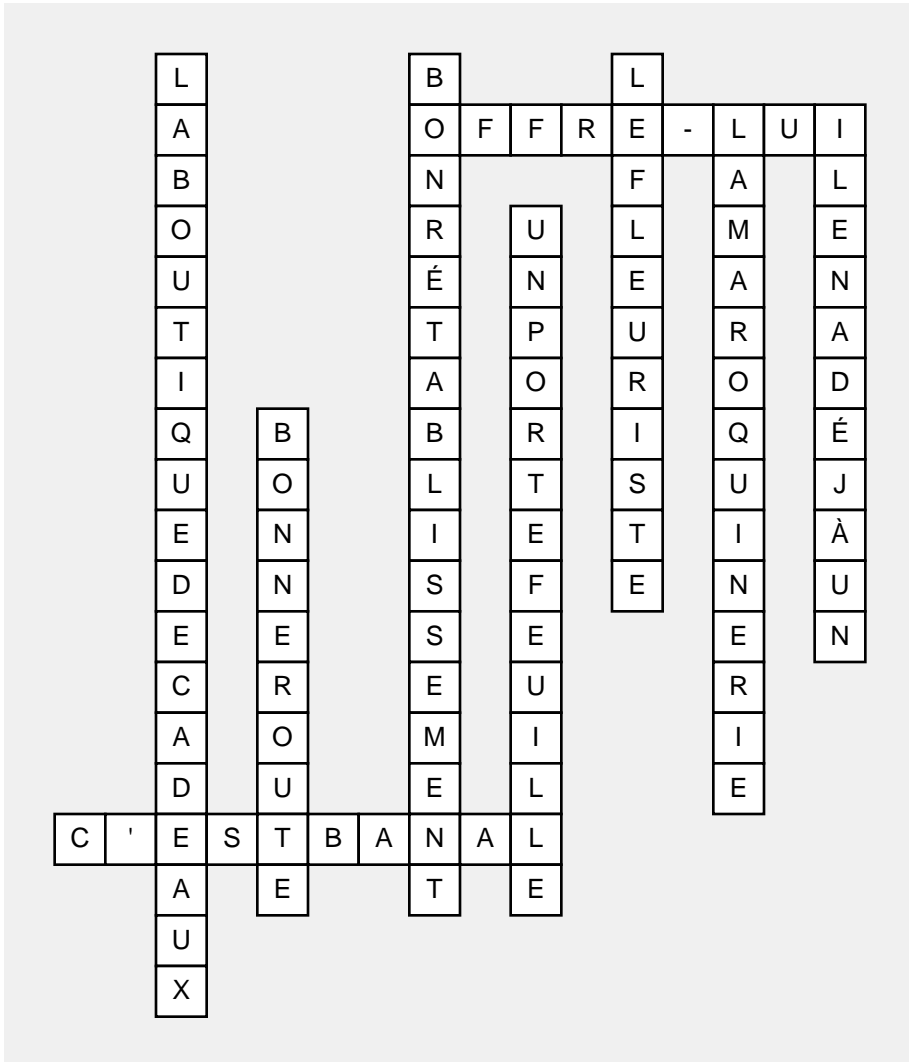 LABOUTIQUEDECADEAUX
BONRÉTABLISSEMENT
LEFLEURISTE
OFFRE-LUI
LAMAROQUINERIE
ILENADÉJÀUN
UNPORTEFEUILLE
BONNEROUTE
C'ESTBANAL